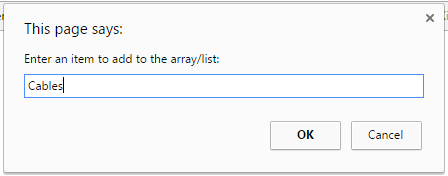 This page says:
Enter an item to add to the array/list:
Cables
OK
Cancel